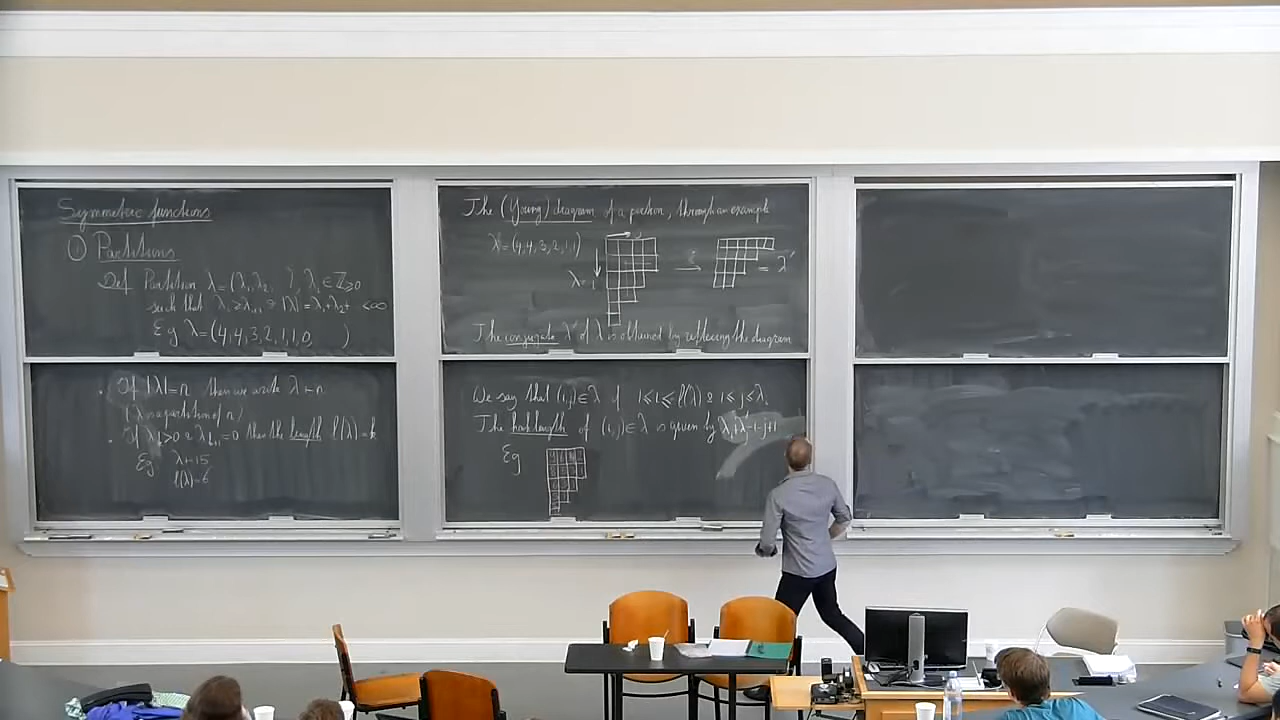 Symmetric functions
① Partitions
Def Partition λ=(λ₁,λ₂, ), λᵢ∈ℤ≥0
such that λᵢ≥λᵢ₊₁ & |λ|=λ₁+λ₂+ <∞
Eg λ=(4,4,3,2,1,1,0, )
• If |λ|=n then we write λ⊢n
(λ is a partition of n)
• If λₖ>0 & λₖ₊₁=0 then the length ℓ(λ)=k
Eg λ⊢15
ℓ(λ)=6
The (Young) diagram of a partion, through an example
λ=(4,4,3,2,1,1)
λ=
= λ'
The conjugate λ' of λ is obtained by reflecting the diagram
We say that (i,j)∈λ if 1≤i≤ℓ(λ) & 1≤j≤λᵢ
The hook length of (i,j)∈λ is given by λᵢ+λ'ⱼ-i-j+1
Eg